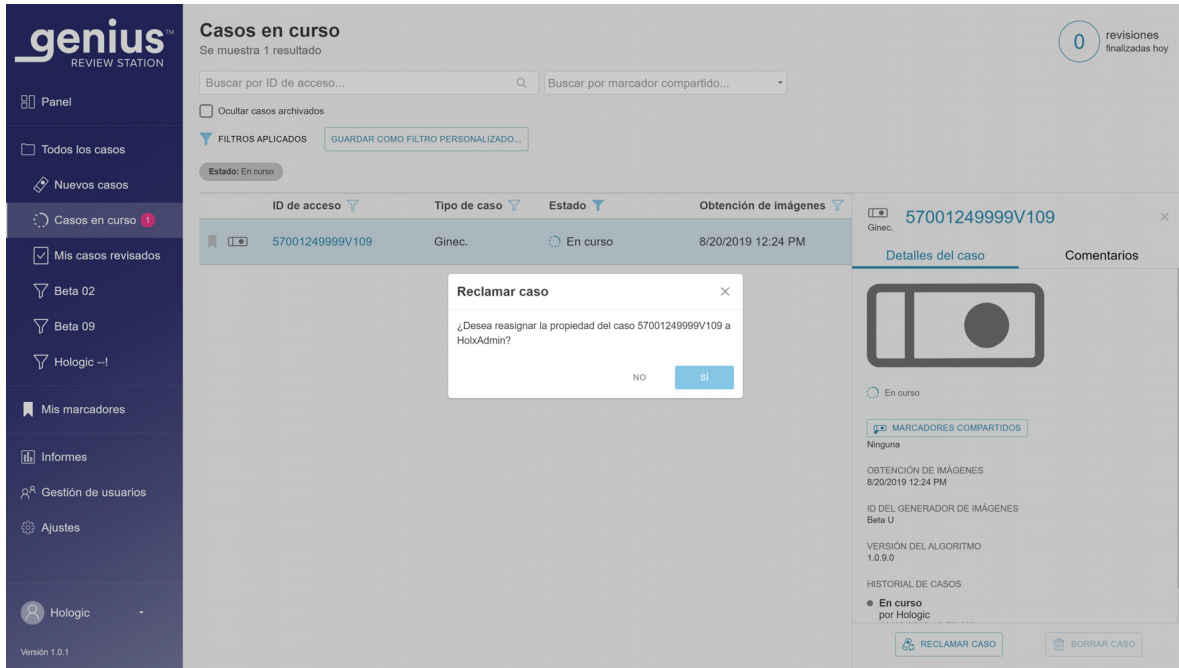 genius™
REVIEW STATION
Panel
Todos los casos
Nuevos casos
Casos en curso 1
Mis casos revisados
Beta 02
Beta 09
Hologic --!
Mis marcadores
Informes
Gestión de usuarios
Ajustes
Hologic
Versión 1.0.1
Casos en curso
Se muestra 1 resultado
0 revisiones
finalizadas hoy
Buscar por ID de acceso...
Buscar por marcador compartido...
Ocultar casos archivados
FILTROS APLICADOS
GUARDAR COMO FILTRO PERSONALIZADO...
Estado: En curso
ID de acceso Tipo de caso Estado Obtención de imágenes
57001249999V109 Ginec. En curso 8/20/2019 12:24 PM
Reclamar caso
¿Desea reasignar la propiedad del caso 57001249999V109 a
HolxAdmin?
NO SÍ
Ginec.
57001249999V109
Detalles del caso Comentarios
En curso
MARCADORES COMPARTIDOS
Ninguna
OBTENCIÓN DE IMÁGENES
8/20/2019 12:24 PM
ID DEL GENERADOR DE IMÁGENES
Beta U
VERSIÓN DEL ALGORITMO
1.0.9.0
HISTORIAL DE CASOS
En curso
por Hologic
RECLAMAR CASO BORRAR CASO